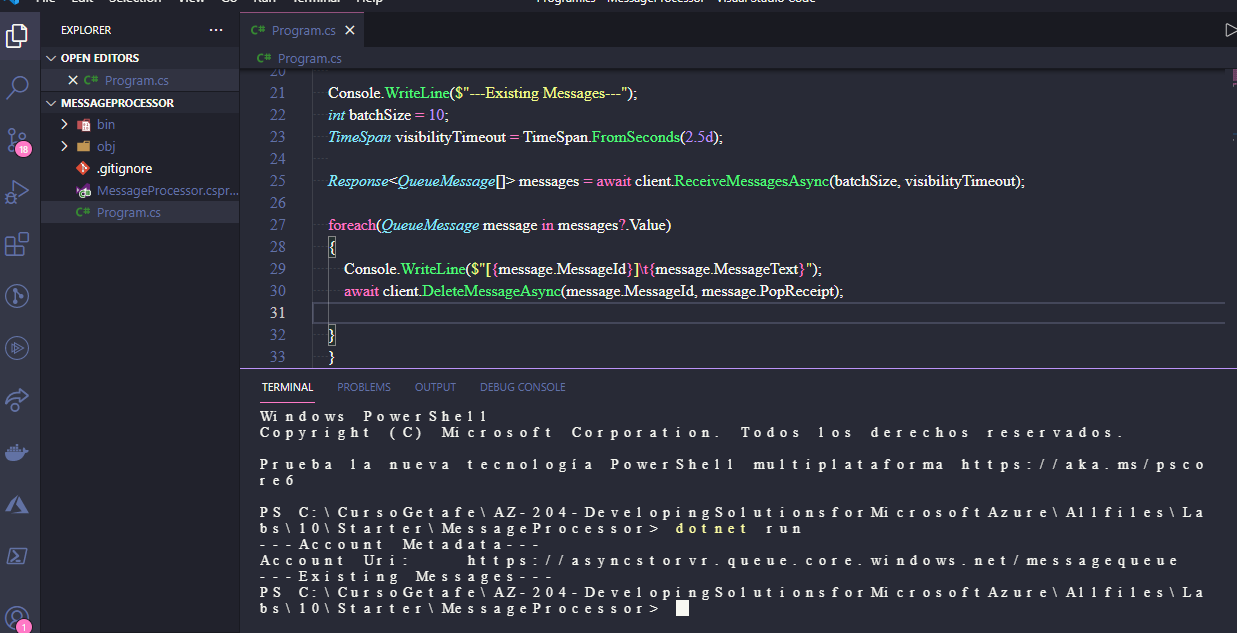 File Edit Selection View Go Run Terminal Help Program.cs - MessageProcessor - Visual Studio Code
EXPLORER ···
C# Program.cs
OPEN EDITORS
C# Program.cs
C# Program.cs
MESSAGEPROCESSOR
bin
obj
.gitignore
MessageProcessor.cspr...
C# Program.cs
18
1
20
21 Console.WriteLine($"---Existing Messages---");
22 int batchSize = 10;
23 TimeSpan visibilityTimeout = TimeSpan.FromSeconds(2.5d);
24
25 Response<QueueMessage[]> messages = await client.ReceiveMessagesAsync(batchSize, visibilityTimeout);
26
27 foreach(QueueMessage message in messages?.Value)
28 {
29 Console.WriteLine($"[{message.MessageId}]\t{message.MessageText}");
30 await client.DeleteMessageAsync(message.MessageId, message.PopReceipt);
31
32 }
33 }
TERMINAL PROBLEMS OUTPUT DEBUG CONSOLE
Windows PowerShell
Copyright (C) Microsoft Corporation. Todos los derechos reservados.
Prueba la nueva tecnología PowerShell multiplataforma https://aka.ms/psco
re6
PS C:\CursoGetafe\AZ-204-DevelopingSolutionsforMicrosoftAzure\Allfiles\La
bs\10\Starter\MessageProcessor> dotnet run
---Account Metadata---
Account Uri: https://asyncstorvr.queue.core.windows.net/messagequeue
---Existing Messages---
PS C:\CursoGetafe\AZ-204-DevelopingSolutionsforMicrosoftAzure\Allfiles\La
bs\10\Starter\MessageProcessor>